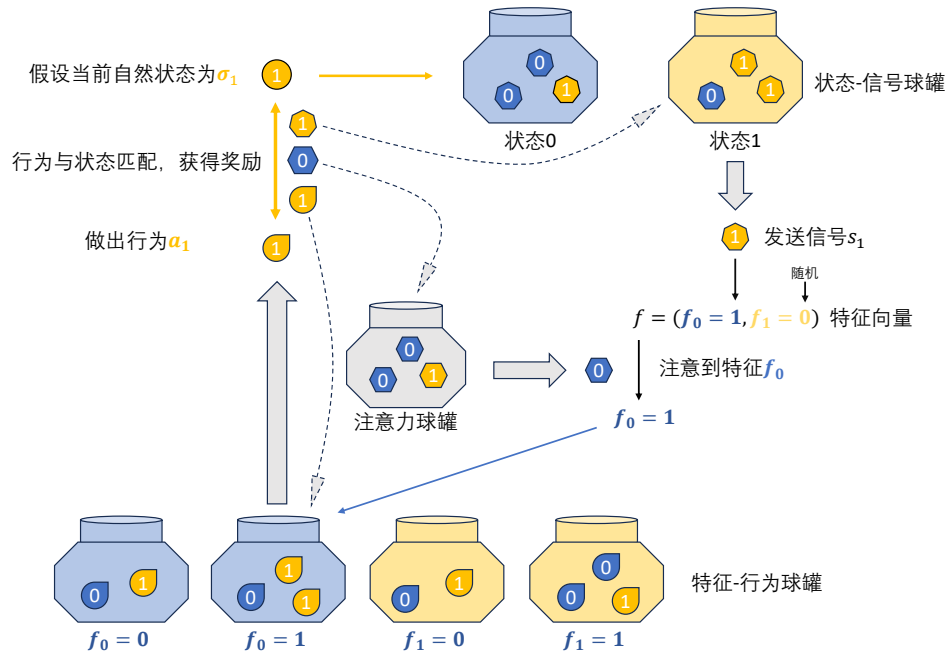 假设当前自然状态为σ₁
1
0
0
1
状态0
1
0
1
状态1
状态-信号球罐
1
0
1
行为与状态匹配，获得奖励
做出行为a₁
1
1
发送信号s₁
随机
f = (f₀ = 1, f₁ = 0) 特征向量
0
0
1
注意力球罐
0
注意到特征f₀
f₀ = 1
0
1
f₀ = 0
0
1
1
f₀ = 1
0
1
f₁ = 0
0
0
1
f₁ = 1
特征-行为球罐